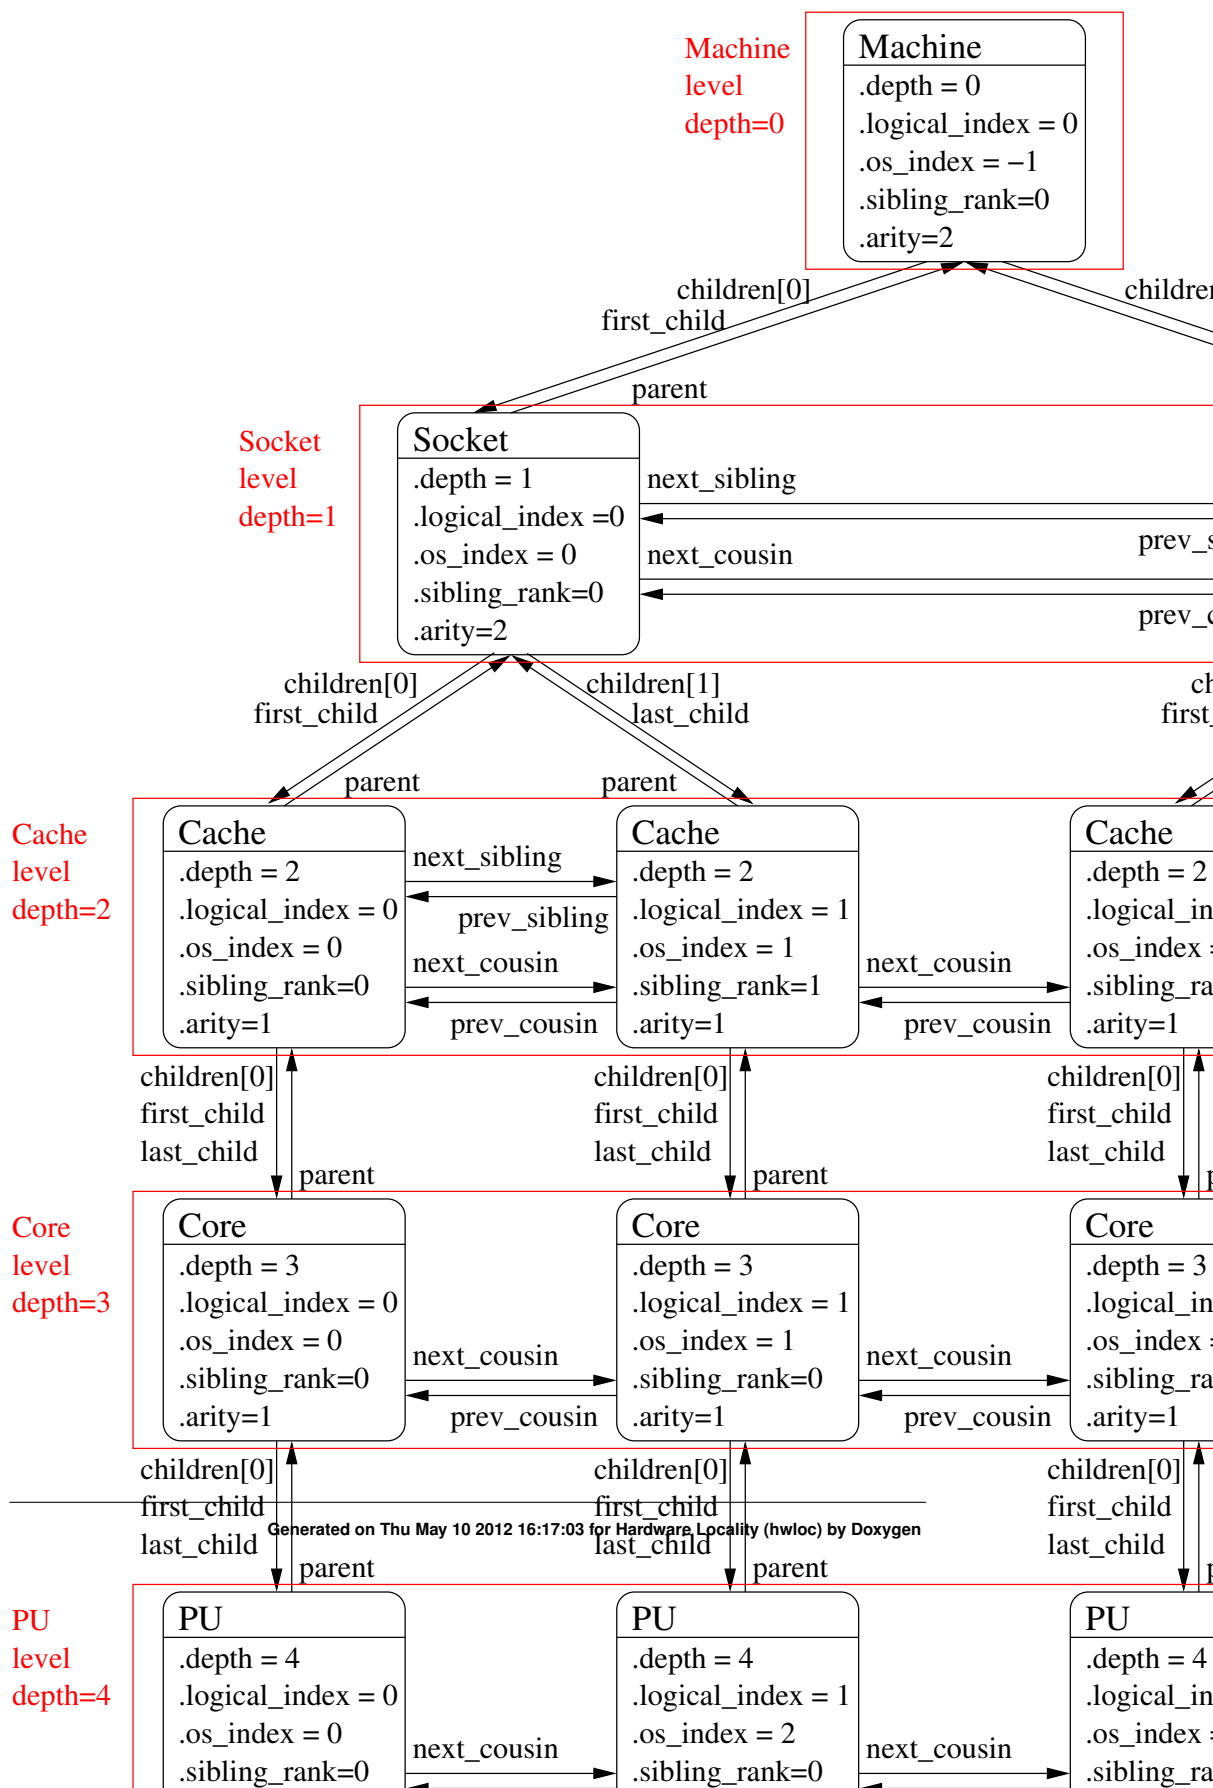 Machine
level
depth=0
Machine
.depth = 0
.logical_index = 0
.os_index = −1
.sibling_rank=0
.arity=2
children[0]
first_child
parent
Socket
level
depth=1
Socket
.depth = 1
.logical_index =0
.os_index = 0
.sibling_rank=0
.arity=2
next_sibling
next_cousin
children[0]
first_child
parent
children[1]
last_child
parent
Cache
level
depth=2
Cache
.depth = 2
.logical_index = 0
.os_index = 0
.sibling_rank=0
.arity=1
next_sibling
prev_sibling
next_cousin
prev_cousin
Cache
.depth = 2
.logical_index = 1
.os_index = 1
.sibling_rank=1
.arity=1
next_cousin
prev_cousin
Cache
.depth = 2
.logical_in
.os_index =
.sibling_ra
.arity=1
children[0]
first_child
last_child
parent
children[0]
first_child
last_child
parent
children[0]
first_child
last_child
Core
level
depth=3
Core
.depth = 3
.logical_index = 0
.os_index = 0
.sibling_rank=0
.arity=1
next_cousin
prev_cousin
Core
.depth = 3
.logical_index = 1
.os_index = 1
.sibling_rank=0
.arity=1
next_cousin
prev_cousin
Core
.depth = 3
.logical_in
.os_index =
.sibling_ra
.arity=1
children[0]
first_child
last_child
parent
children[0]
first_child
last_child
parent
children[0]
first_child
last_child
Generated on Thu May 10 2012 16:17:03 for Hardware Locality (hwloc) by Doxygen
PU
level
depth=4
PU
.depth = 4
.logical_index = 0
.os_index = 0
.sibling_rank=0
next_cousin
PU
.depth = 4
.logical_index = 1
.os_index = 2
.sibling_rank=0
next_cousin
PU
.depth = 4
.logical_in
.os_index =
.sibling_ra